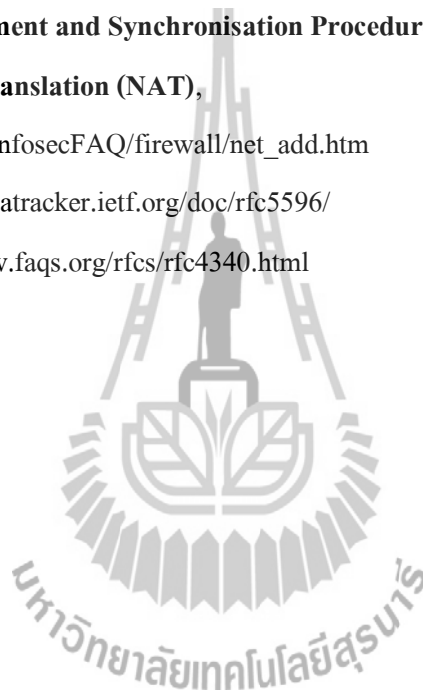 ment and Synchronisation Procedur
anslation (NAT),
nfosecFAQ/firewall/net_add.htm
atracker.ietf.org/doc/rfc5596/
v.faqs.org/rfcs/rfc4340.html
มหาวิทยาลัยเทคโนโลยีสุรนารี